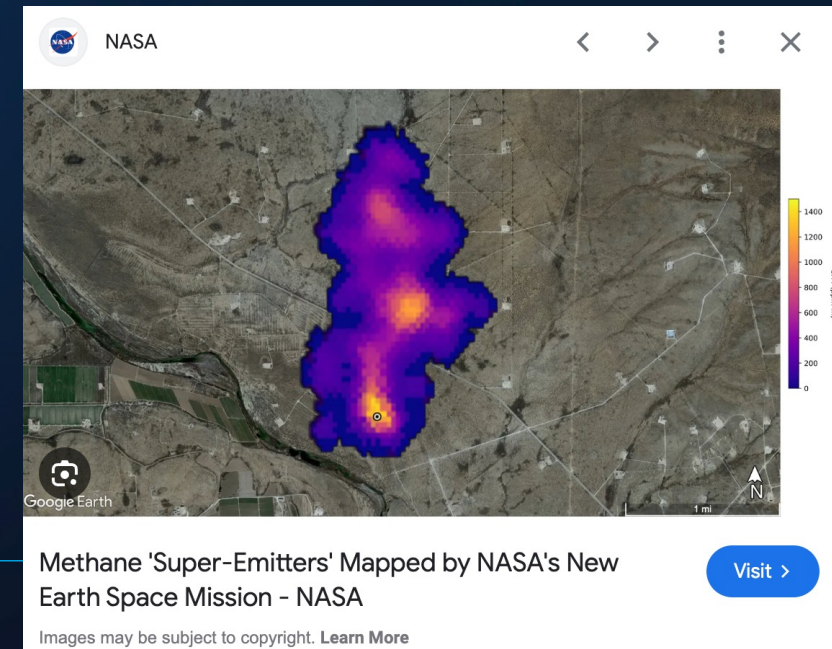 NASA
NASA
1400
1200
1000
800
600
400
200
0
N
1 mi
Google Earth
Methane 'Super-Emitters' Mapped by NASA's New
Earth Space Mission - NASA
Visit
Images may be subject to copyright. Learn More